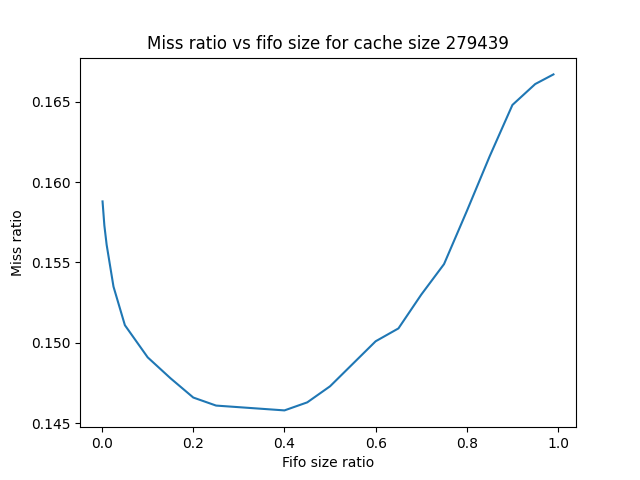 Miss ratio vs fifo size for cache size 279439
Miss ratio
0.165
0.160
0.155
0.150
0.145
0.0 0.2 0.4 0.6 0.8 1.0
Fifo size ratio